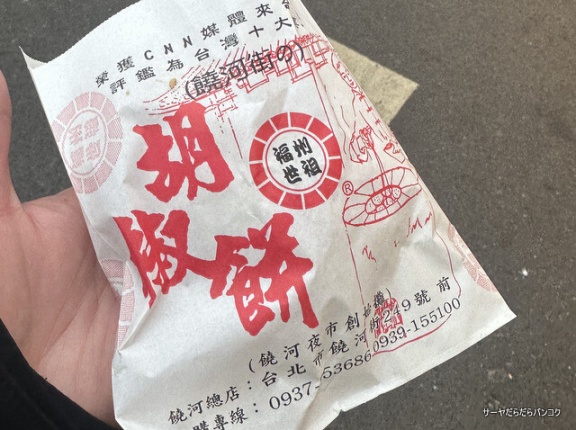 榮獲CNN媒體來台
評鑑為台灣十大
(饒河街の)
胡椒餅
福州
世祖
®
(饒河夜市創始攤)
饒河總店：台北市饒河街249號前
購專線：0937-53686 0939-155100
サーヤだらだらバンコク